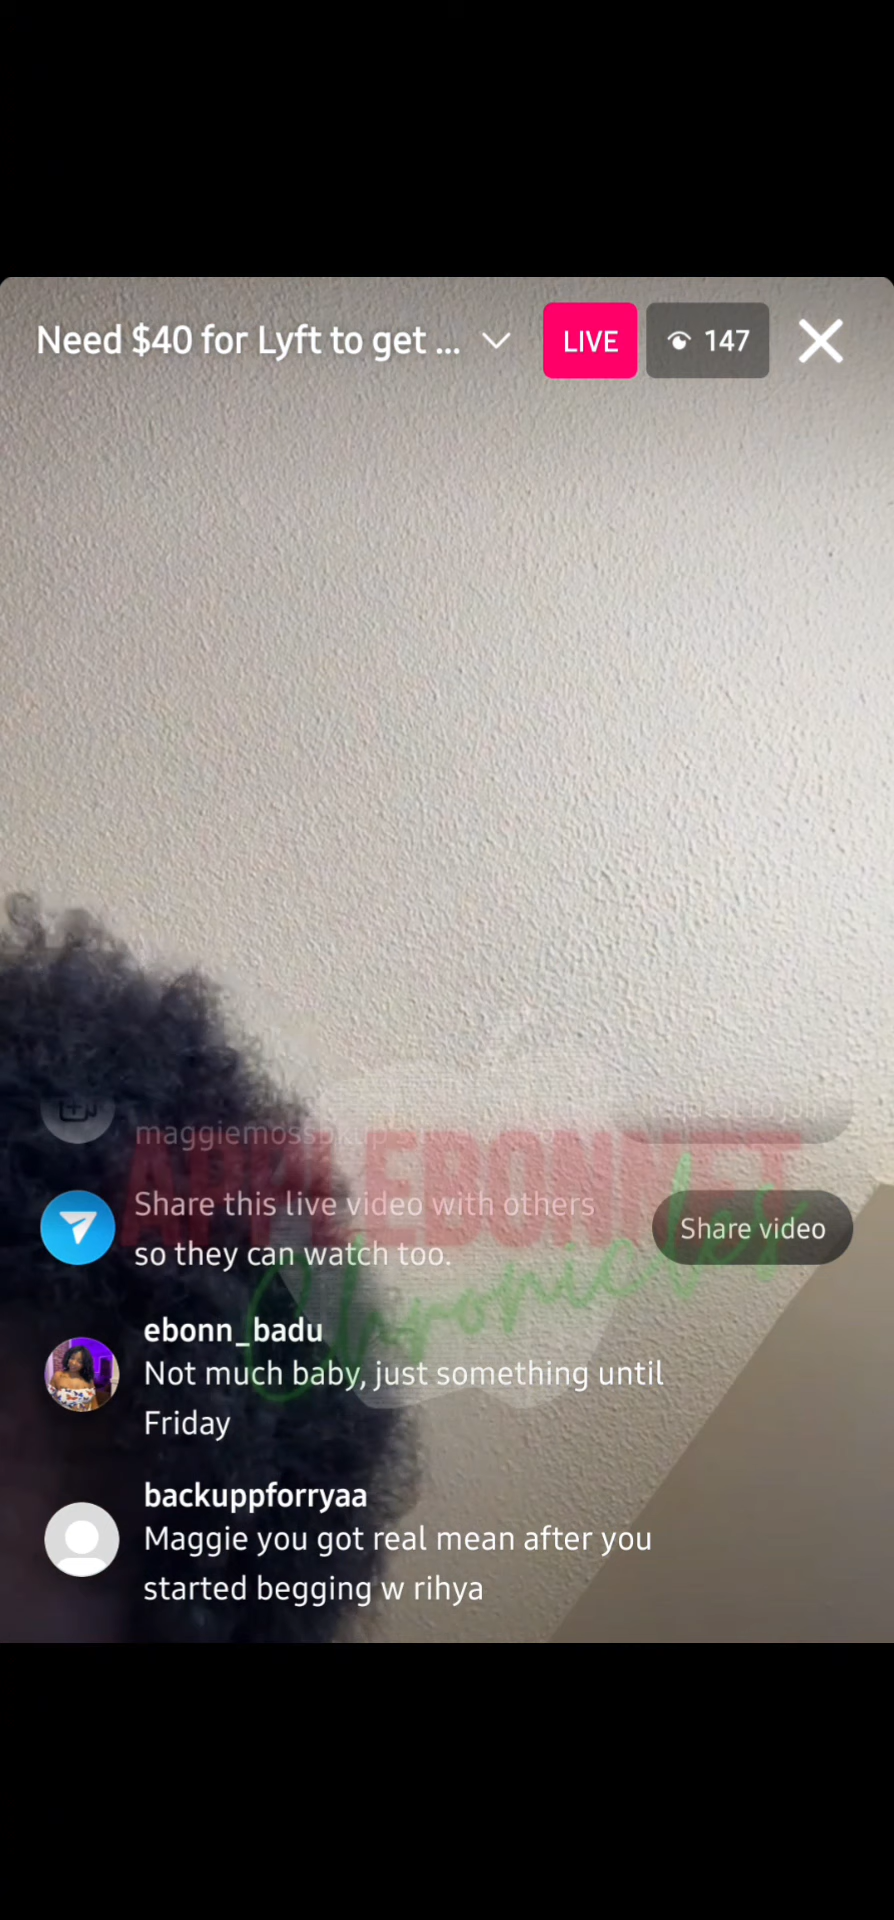 Need $40 for Lyft to get ...
LIVE
147
APPLEBONNET
Chronicles
Share this live video with others
so they can watch too.
Share video
ebonn_badu
Not much baby, just something until
Friday
backuppforryaa
Maggie you got real mean after you
started begging w rihya